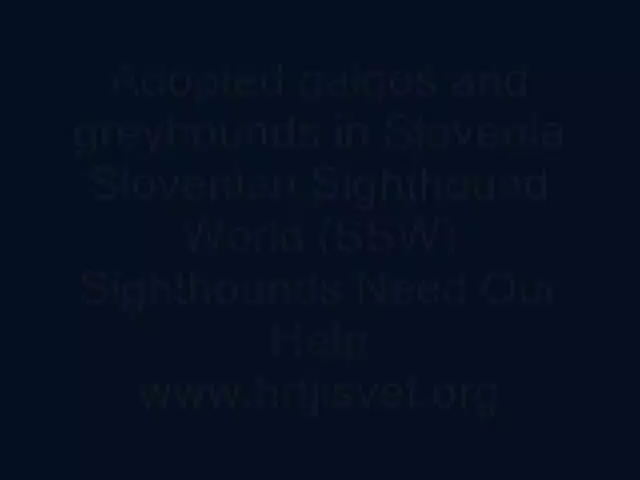 Adopted galgos and
greyhounds in Slovenia
Slovenian Sighthound
World (SSW)
Sighthounds Need Our
Help
www.hrtjisvet.org